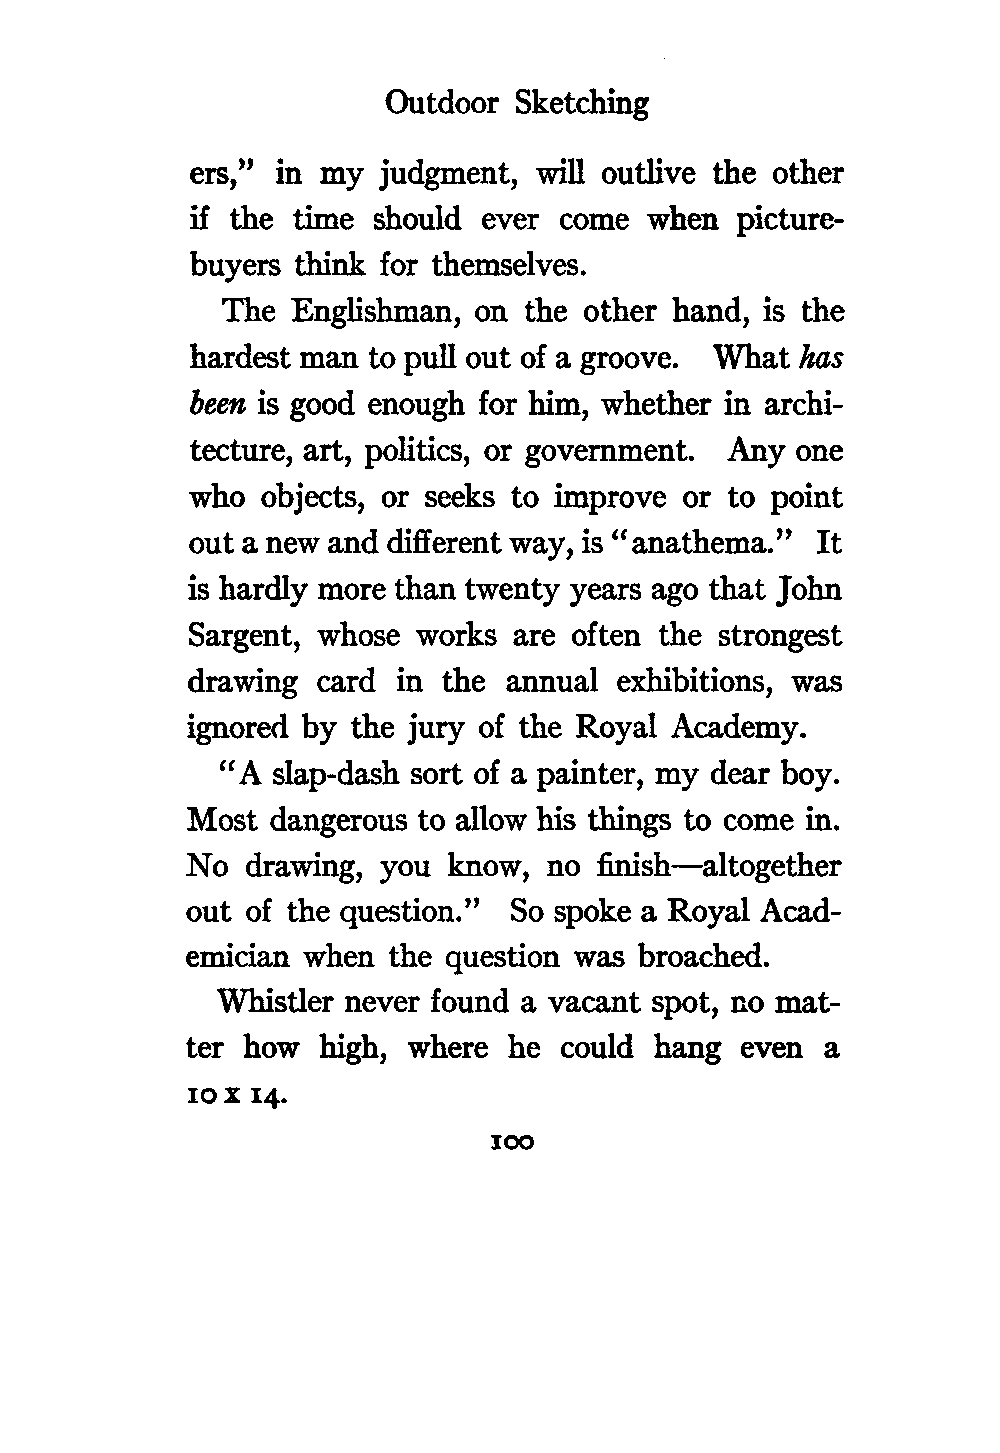 Outdoor Sketching
ers,” in my judgment, will outlive the other
if the time should ever come when picture-
buyers think for themselves.
The Englishman, on the other hand, is the
hardest man to pull out of a groove. What has
been is good enough for him, whether in archi-
tecture, art, politics, or government. Any one
who objects, or seeks to improve or to point
out a new and different way, is “anathema.” It
is hardly more than twenty years ago that John
Sargent, whose works are often the strongest
drawing card in the annual exhibitions, was
ignored by the jury of the Royal Academy.
“A slap-dash sort of a painter, my dear boy.
Most dangerous to allow his things to come in.
No drawing, you know, no finish—altogether
out of the question.” So spoke a Royal Acad-
emician when the question was broached.
Whistler never found a vacant spot, no mat-
ter how high, where he could hang even a
10 x 14.
100